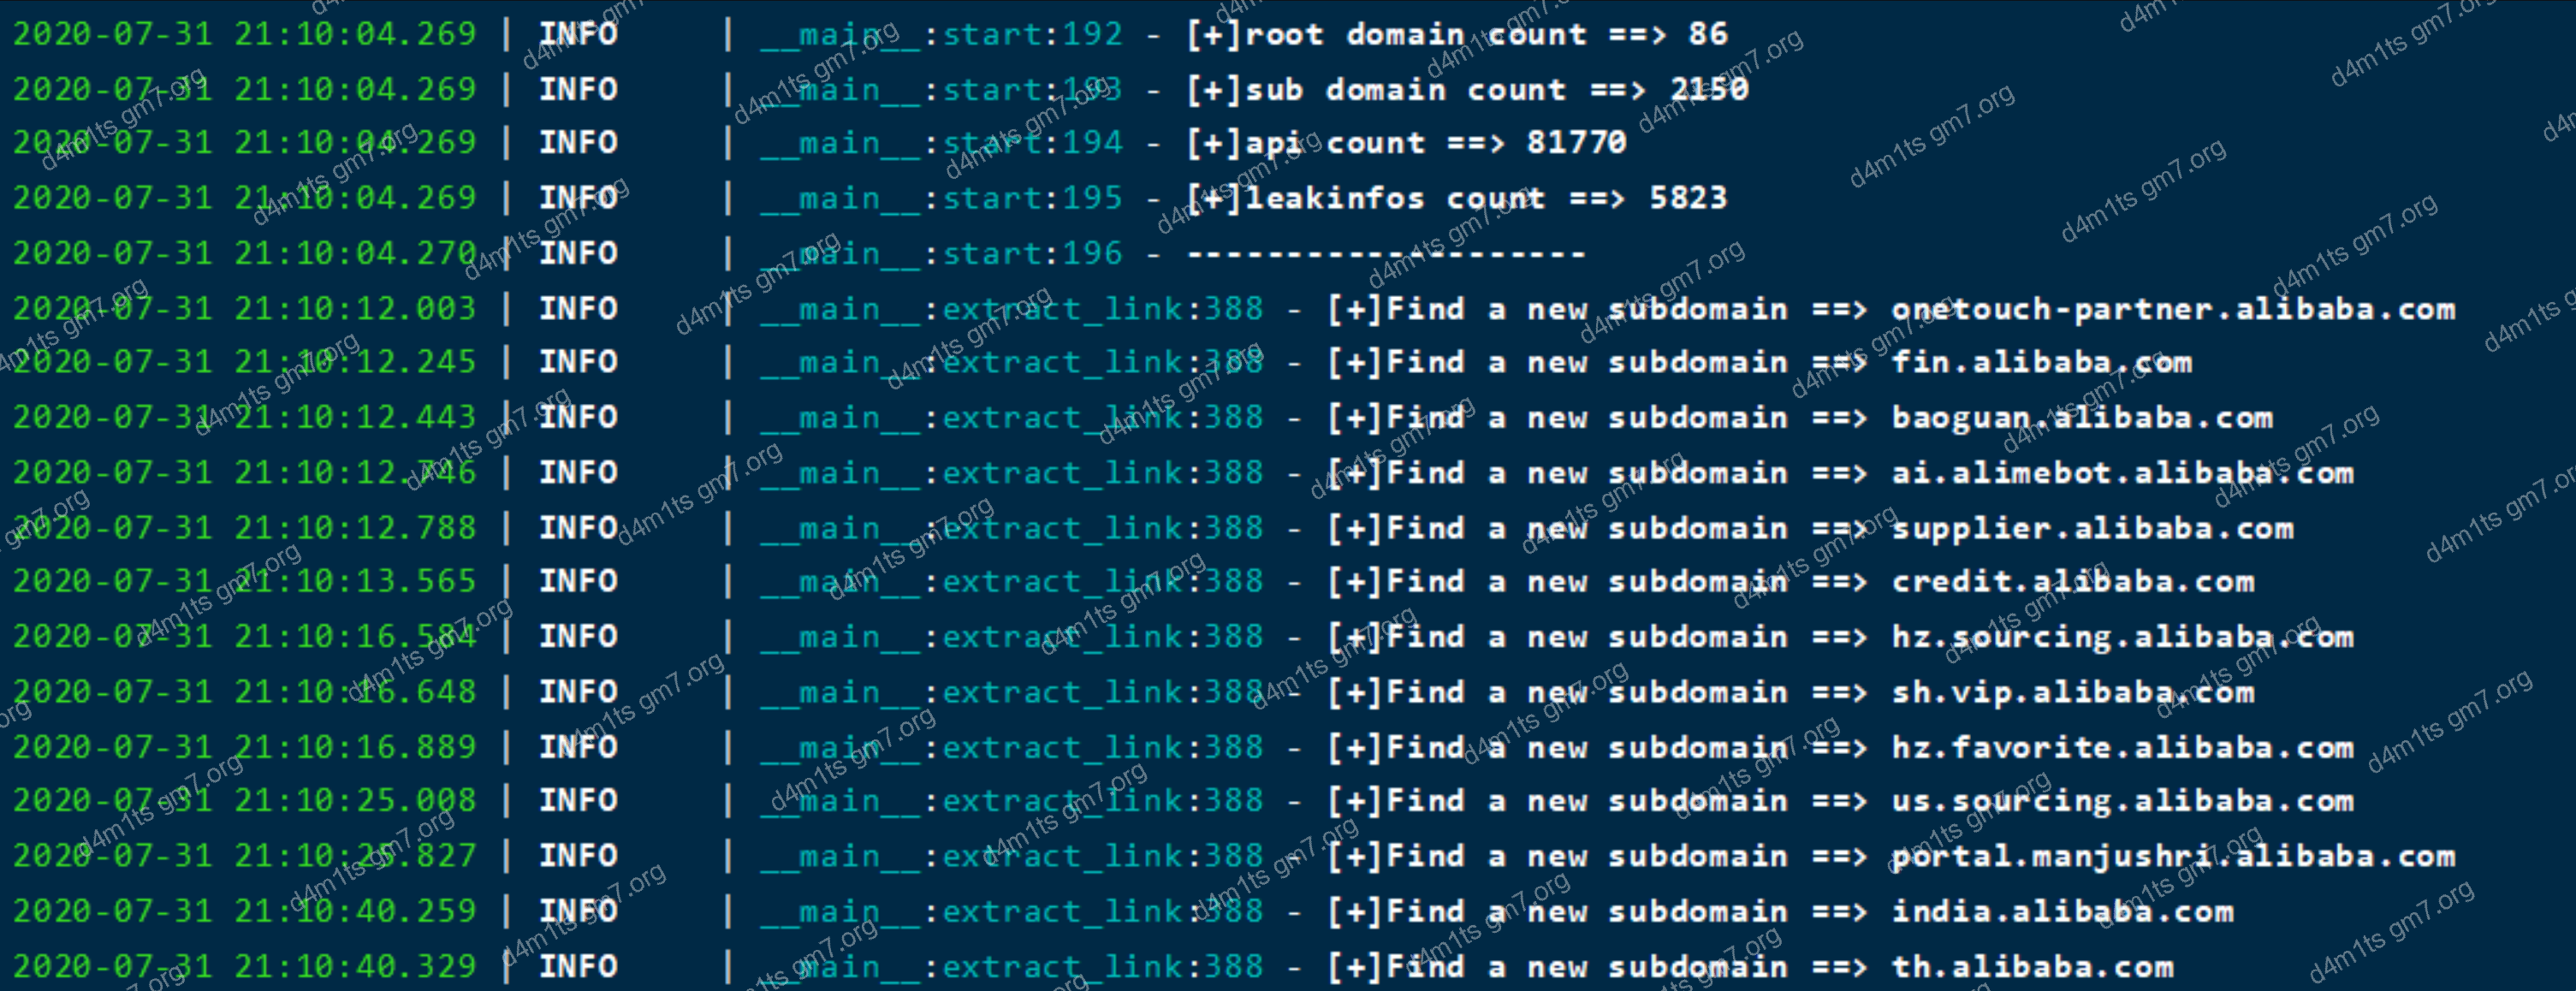 2020-07-31 21:10:04.269 | INFO     | __main__:start:192 - [+]root domain count ==> 86
2020-07-31 21:10:04.269 | INFO     | __main__:start:193 - [+]sub domain count ==> 2150
2020-07-31 21:10:04.269 | INFO     | __main__:start:194 - [+]api count ==> 81770
2020-07-31 21:10:04.269 | INFO     | __main__:start:195 - [+]leakinfos count ==> 5823
2020-07-31 21:10:04.270 | INFO     | __main__:start:196 - --------------------
2020-07-31 21:10:12.003 | INFO     | __main__:extract_link:388 - [+]Find a new subdomain ==> onetouch-partner.alibaba.com
2020-07-31 21:10:12.245 | INFO     | __main__:extract_link:388 - [+]Find a new subdomain ==> fin.alibaba.com
2020-07-31 21:10:12.443 | INFO     | __main__:extract_link:388 - [+]Find a new subdomain ==> baoguan.alibaba.com
2020-07-31 21:10:12.746 | INFO     | __main__:extract_link:388 - [+]Find a new subdomain ==> ai.alimebot.alibaba.com
2020-07-31 21:10:12.788 | INFO     | __main__:extract_link:388 - [+]Find a new subdomain ==> supplier.alibaba.com
2020-07-31 21:10:13.565 | INFO     | __main__:extract_link:388 - [+]Find a new subdomain ==> credit.alibaba.com
2020-07-31 21:10:16.584 | INFO     | __main__:extract_link:388 - [+]Find a new subdomain ==> hz.sourcing.alibaba.com
2020-07-31 21:10:16.648 | INFO     | __main__:extract_link:388 - [+]Find a new subdomain ==> sh.vip.alibaba.com
2020-07-31 21:10:16.889 | INFO     | __main__:extract_link:388 - [+]Find a new subdomain ==> hz.favorite.alibaba.com
2020-07-31 21:10:25.008 | INFO     | __main__:extract_link:388 - [+]Find a new subdomain ==> us.sourcing.alibaba.com
2020-07-31 21:10:25.827 | INFO     | __main__:extract_link:388 - [+]Find a new subdomain ==> portal.manjushri.alibaba.com
2020-07-31 21:10:40.259 | INFO     | __main__:extract_link:388 - [+]Find a new subdomain ==> india.alibaba.com
2020-07-31 21:10:40.329 | INFO     | __main__:extract_link:388 - [+]Find a new subdomain ==> th.alibaba.com
d4m1ts gm7.org